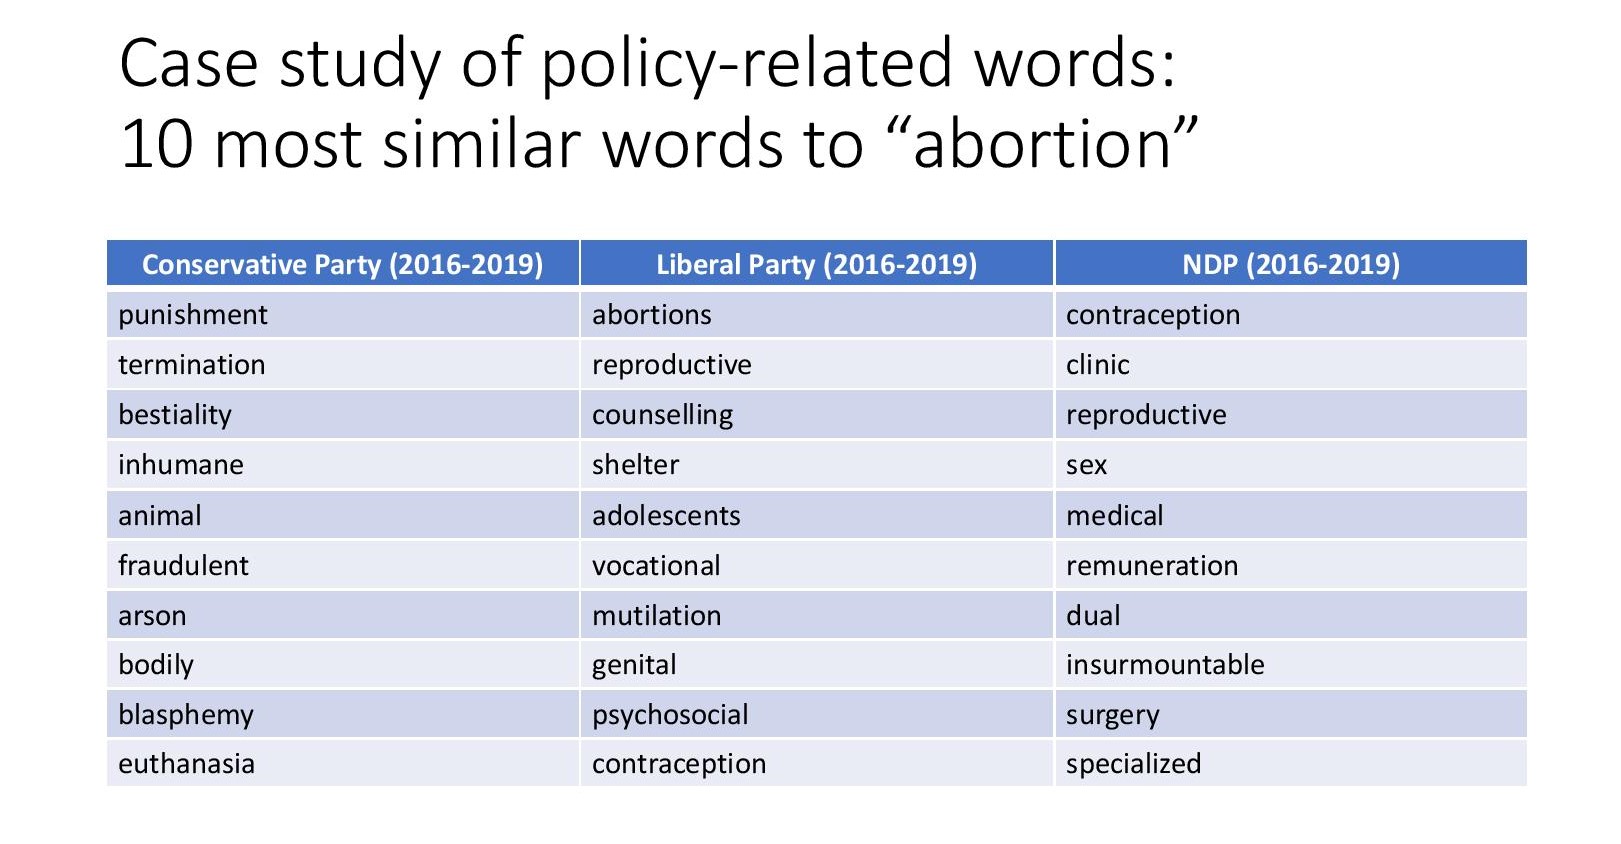 Case study of policy-related words:
10 most similar words to “abortion”
Conservative Party (2016-2019) Liberal Party (2016-2019) NDP (2016-2019)
punishment abortions contraception
termination reproductive clinic
bestiality counselling reproductive
inhumane shelter sex
animal adolescents medical
fraudulent vocational remuneration
arson mutilation dual
bodily genital insurmountable
blasphemy psychosocial surgery
euthanasia contraception specialized